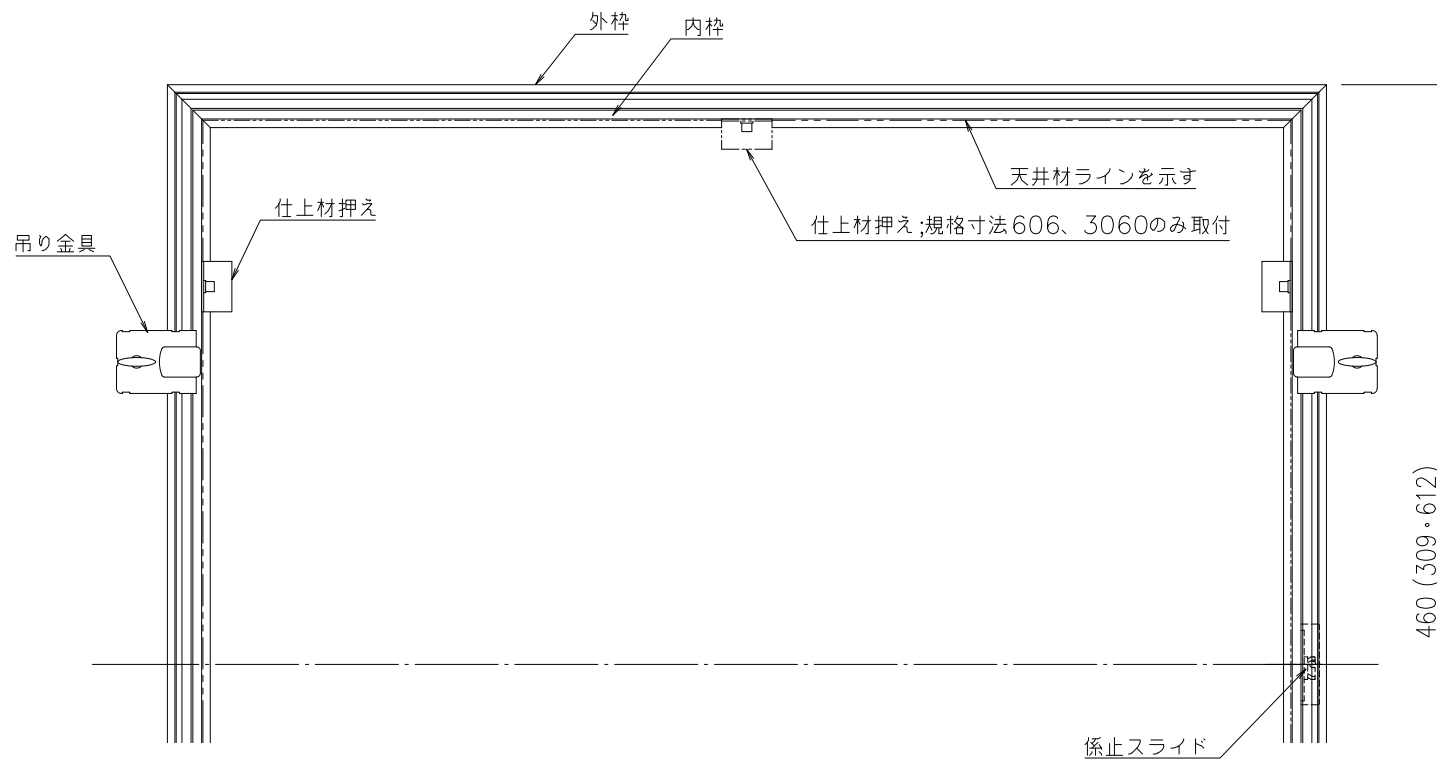 外枠
内枠
天井材ラインを示す
仕上材押え
仕上材押え;規格寸法606、3060のみ取付
吊り金具
460(309・612)
係止スライド